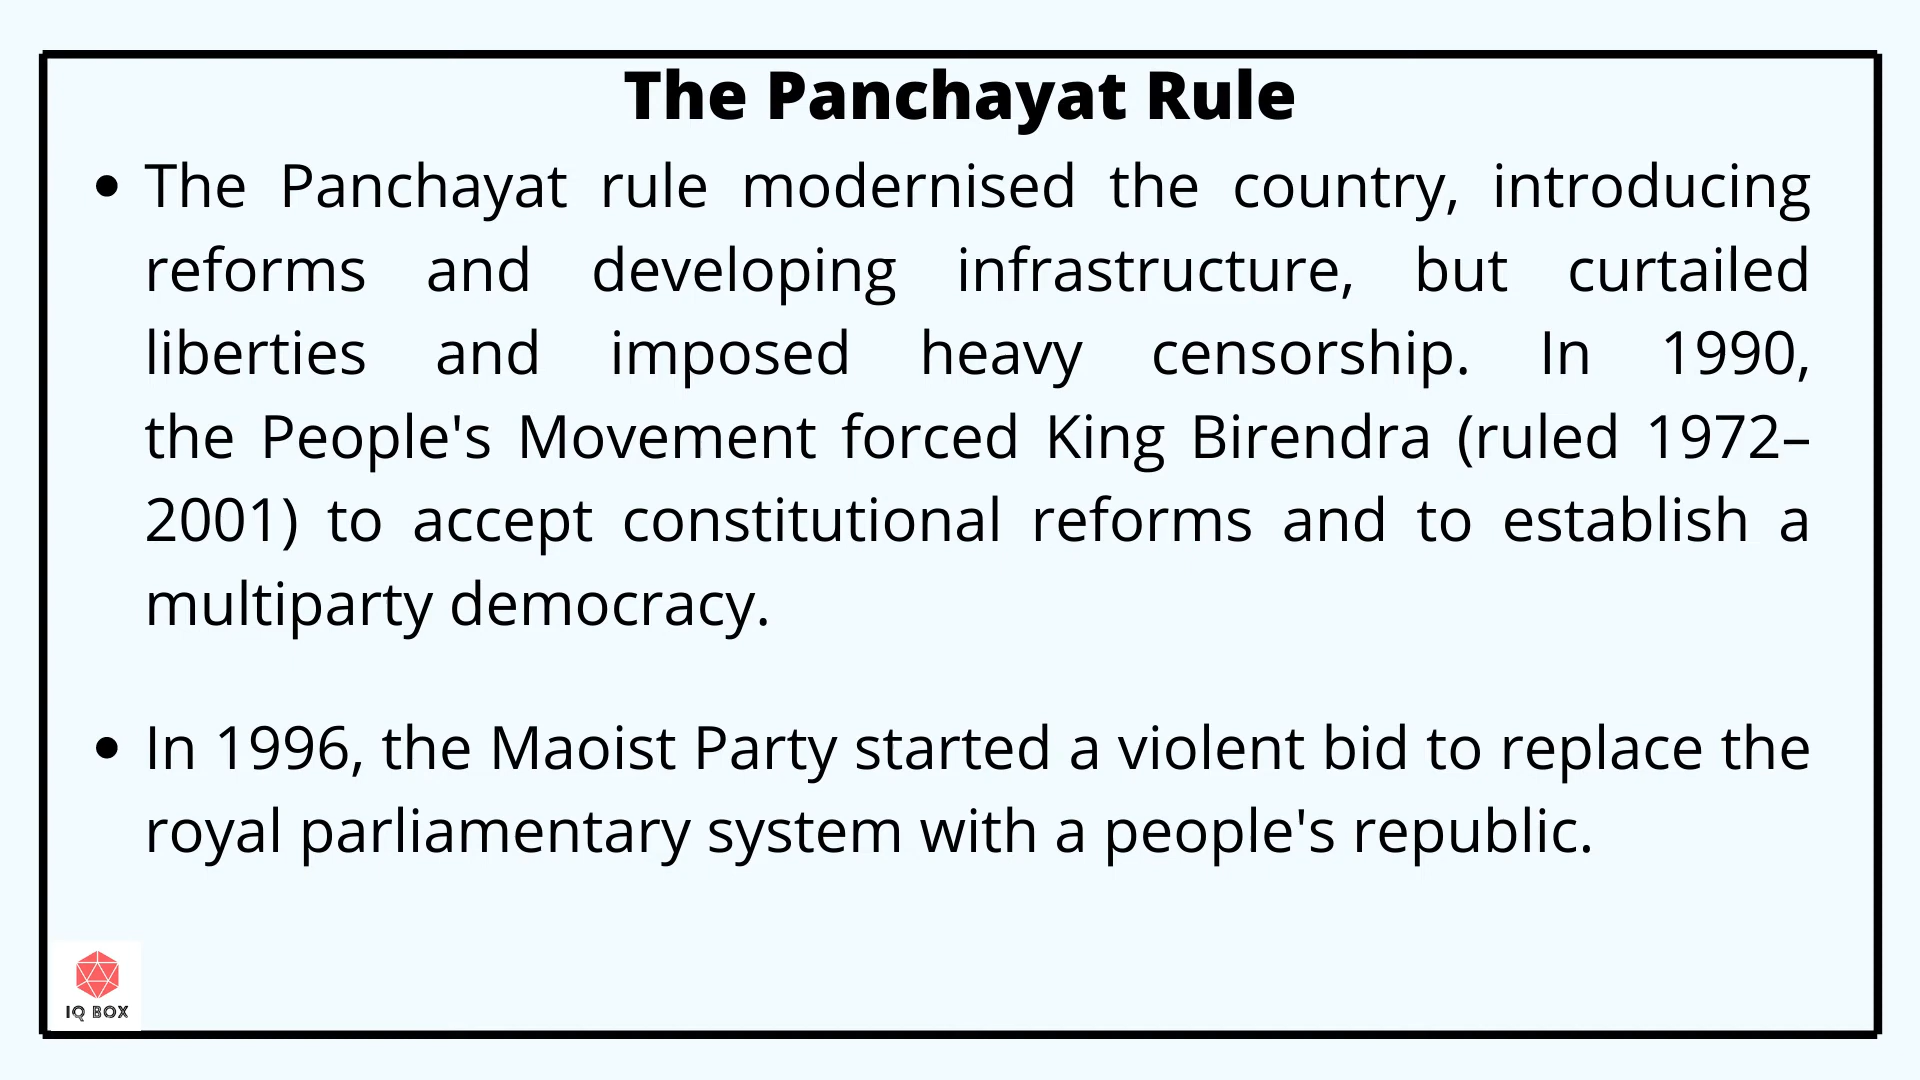 The Panchayat Rule
• The Panchayat rule modernised the country, introducing
reforms and developing infrastructure, but curtailed
liberties and imposed heavy censorship. In 1990,
the People's Movement forced King Birendra (ruled 1972–
2001) to accept constitutional reforms and to establish a
multiparty democracy.
• In 1996, the Maoist Party started a violent bid to replace the
royal parliamentary system with a people's republic.
IQ BOX